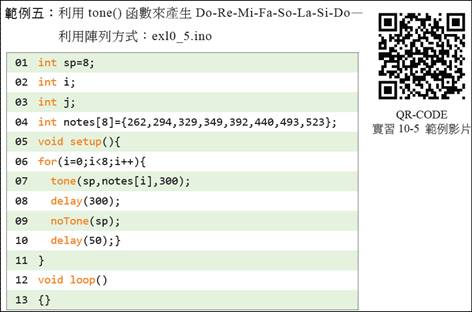 範例五：利用 tone() 函數來產生 Do-Re-Mi-Fa-So-La-Si-Do—
利用陣列方式：exl0_5.ino
01 int sp=8;
02 int i;
03 int j;
04 int notes[8]={262,294,329,349,392,440,493,523};
05 void setup(){
06 for(i=0;i<8;i++){
07 tone(sp,notes[i],300);
08 delay(300);
09 noTone(sp);
10 delay(50);}
11 }
12 void loop()
13 {}
QR-CODE
實習 10-5 範例影片